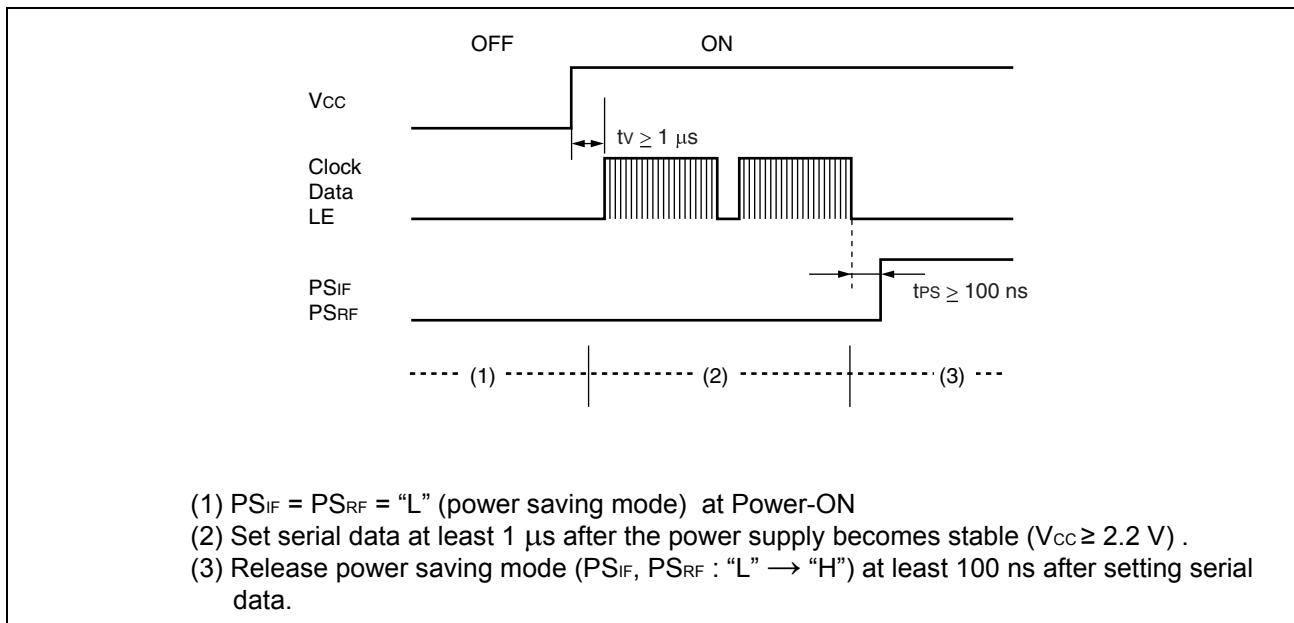 OFF ON
VCC
tV ≥ 1 μs
Clock
Data
LE
PSIF
tPS ≥ 100 ns
PSRF
(1) (2) (3)
(1) PSIF = PSRF = “L” (power saving mode) at Power-ON
(2) Set serial data at least 1 μs after the power supply becomes stable (VCC ≥ 2.2 V) .
(3) Release power saving mode (PSIF, PSRF : “L” → “H”) at least 100 ns after setting serial
data.